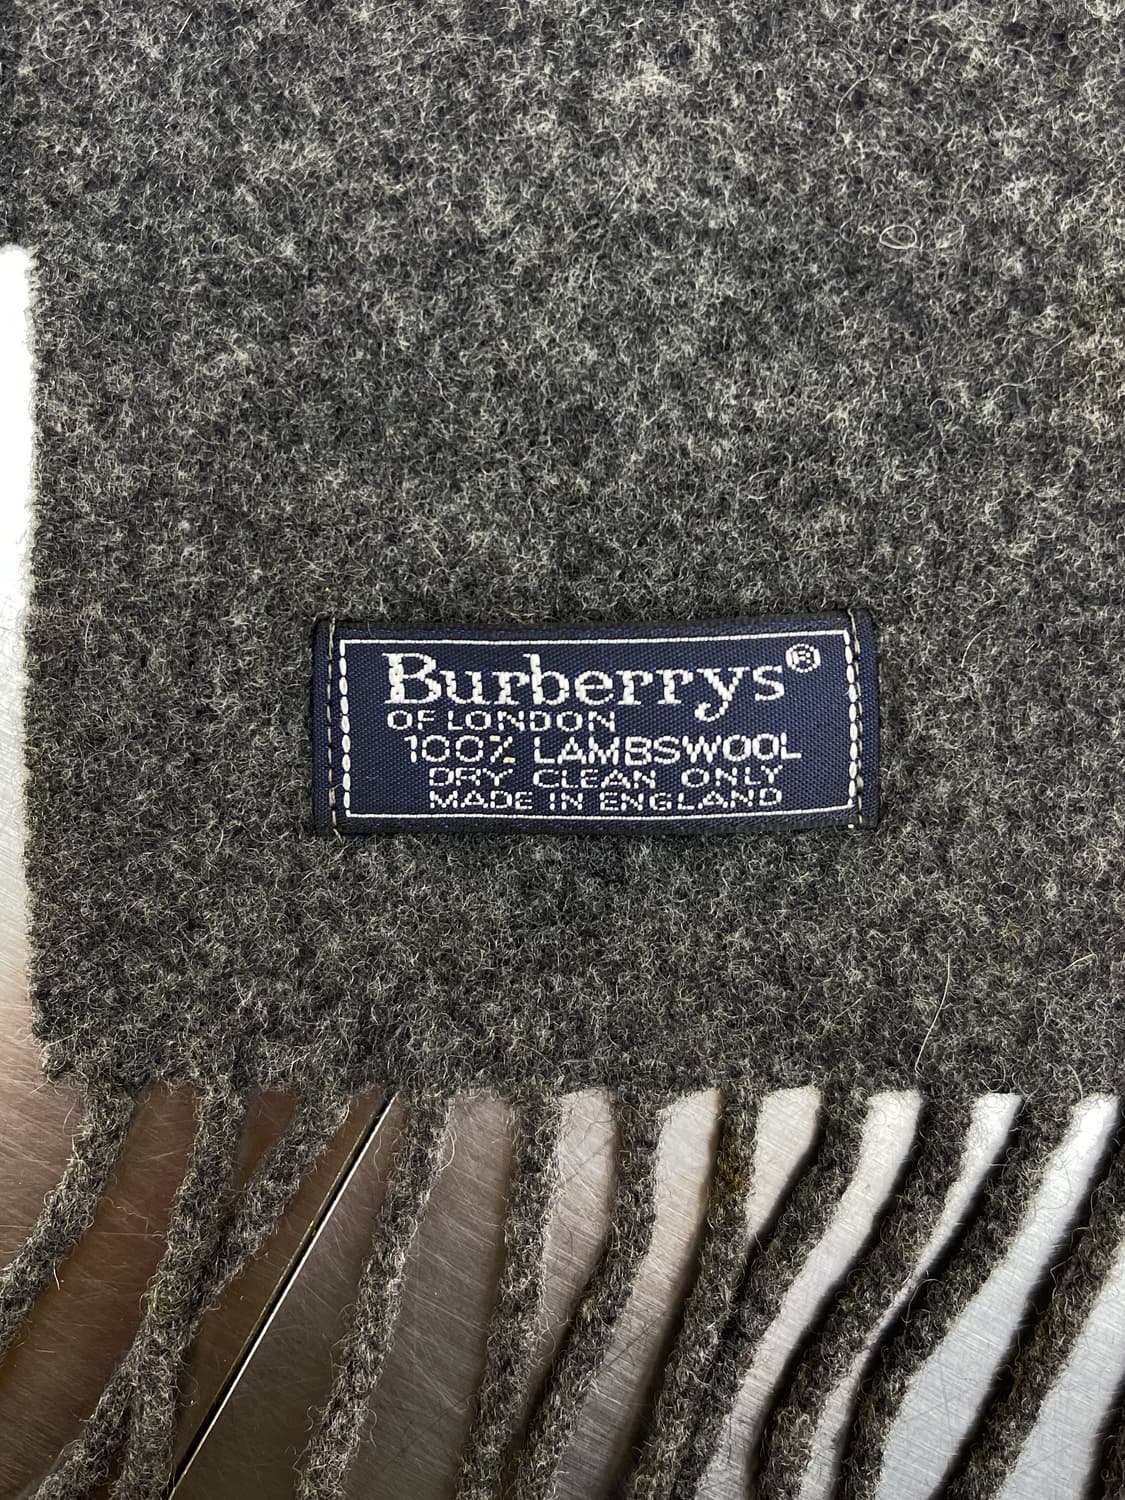 Burberrys®
OF LONDON
100% LAMBSWOOL
DRY CLEAN ONLY
MADE IN ENGLAND